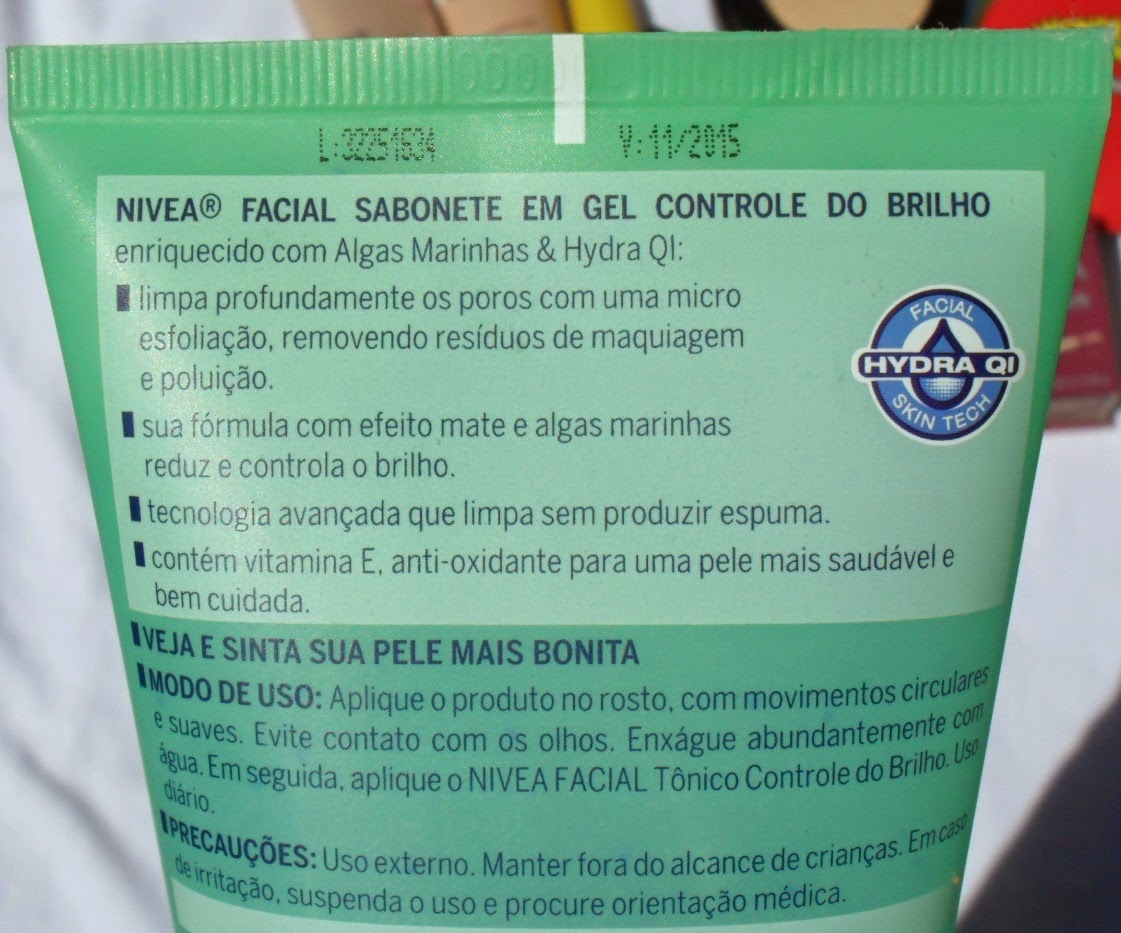 L:32251634 V:11/2015
NIVEA® FACIAL SABONETE EM GEL CONTROLE DO BRILHO
enriquecido com Algas Marinhas & Hydra QI:
limpa profundamente os poros com uma micro
esfoliação, removendo resíduos de maquiagem
e poluição.
FACIAL
HYDRA QI
SKIN TECH
sua fórmula com efeito mate e algas marinhas
reduz e controla o brilho.
tecnologia avançada que limpa sem produzir espuma.
contém vitamina E, anti-oxidante para uma pele mais saudável e
bem cuidada.
VEJA E SINTA SUA PELE MAIS BONITA
MODO DE USO: Aplique o produto no rosto, com movimentos circulares
e suaves. Evite contato com os olhos. Enxágue abundantemente com
água. Em seguida, aplique o NIVEA FACIAL Tônico Controle do Brilho. Uso
diário.
PRECAUÇÕES: Uso externo. Manter fora do alcance de crianças. Em caso
de irritação, suspenda o uso e procure orientação médica.